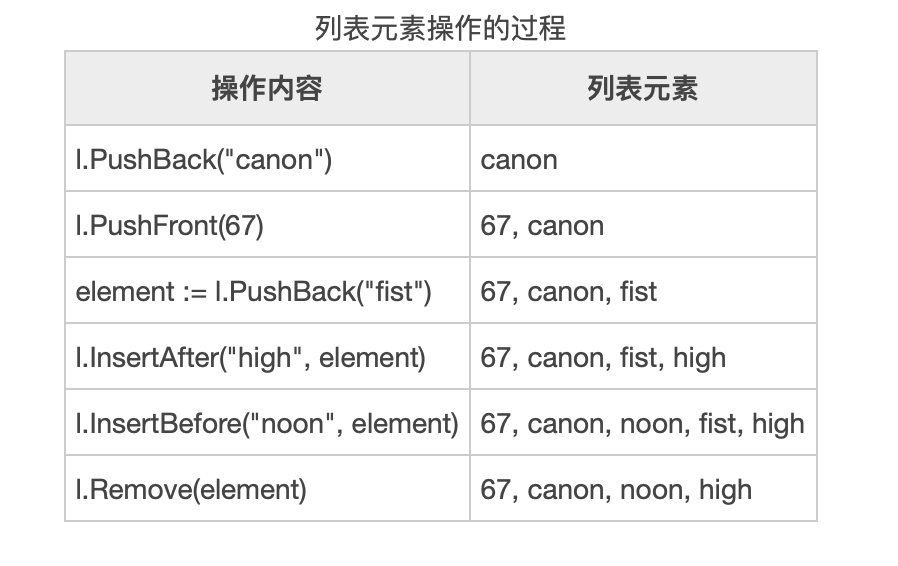 列表元素操作的过程
操作内容 列表元素
l.PushBack("canon") canon
l.PushFront(67) 67, canon
element := l.PushBack("fist") 67, canon, fist
l.InsertAfter("high", element) 67, canon, fist, high
l.InsertBefore("noon", element) 67, canon, noon, fist, high
l.Remove(element) 67, canon, noon, high